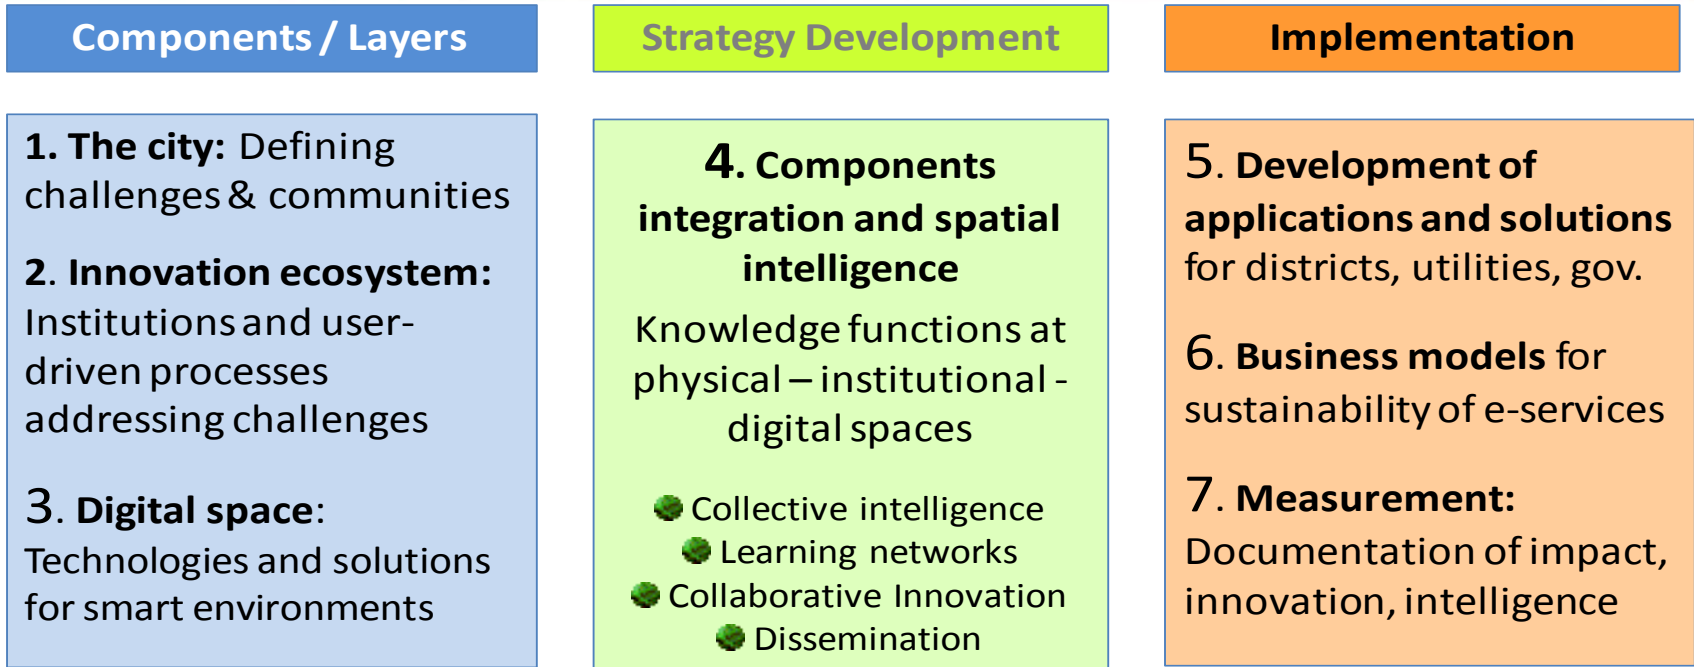 Components / Layers
1. The city: Defining
challenges & communities
2. Innovation ecosystem:
Institutions and user-
driven processes
addressing challenges
3. Digital space:
Technologies and solutions
for smart environments
Strategy Development
4. Components
integration and spatial
intelligence
Knowledge functions at
physical – institutional -
digital spaces
Collective intelligence
Learning networks
Collaborative Innovation
Dissemination
Implementation
5. Development of
applications and solutions
for districts, utilities, gov.
6. Business models for
sustainability of e-services
7. Measurement:
Documentation of impact,
innovation, intelligence